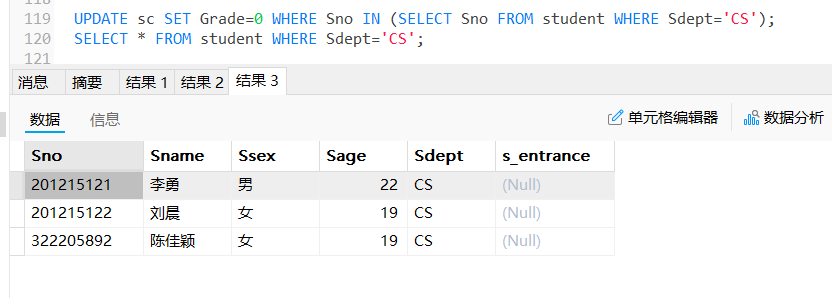 119 UPDATE sc SET Grade=0 WHERE Sno IN (SELECT Sno FROM student WHERE Sdept='CS');
120 SELECT * FROM student WHERE Sdept='CS';
121
消息 摘要 结果 1 结果 2 结果 3
数据 信息 单元格编辑器 数据分析
Sno Sname Ssex Sage Sdept s_entrance
201215121 李勇 男 22 CS (Null)
201215122 刘晨 女 19 CS (Null)
322205892 陈佳颖 女 19 CS (Null)